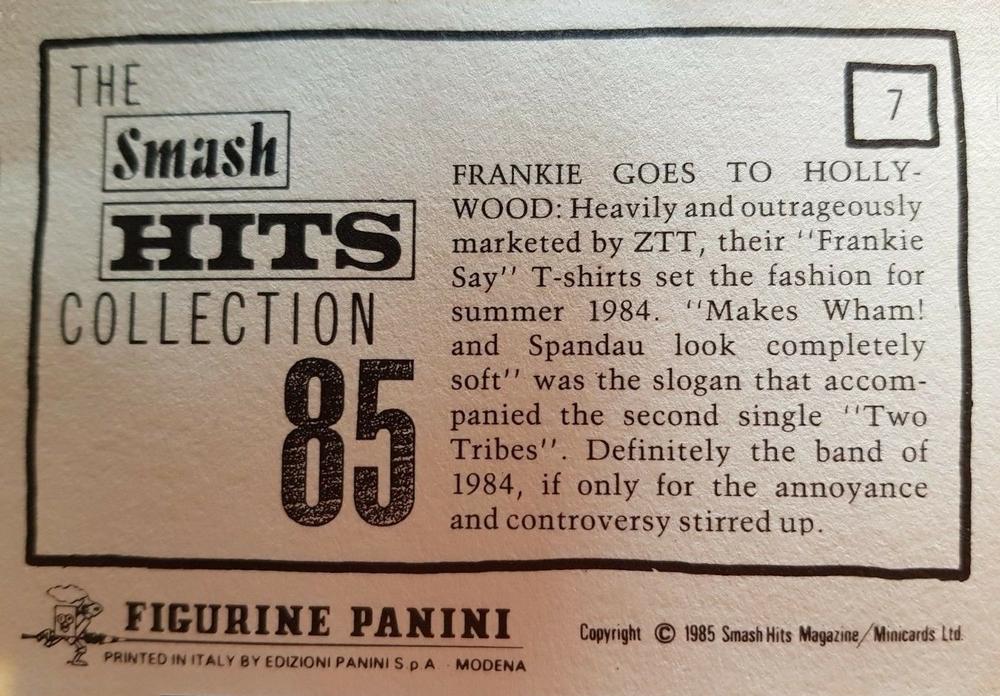 THE
Smash
HITS
COLLECTION
85
7
FRANKIE GOES TO HOLLY-
WOOD: Heavily and outrageously
marketed by ZTT, their ‘‘Frankie
Say’’ T-shirts set the fashion for
summer 1984. ‘‘Makes Wham!
and Spandau look completely
soft’’ was the slogan that accom-
panied the second single ‘‘Two
Tribes’’. Definitely the band of
1984, if only for the annoyance
and controversy stirred up.
FIGURINE PANINI
PRINTED IN ITALY BY EDIZIONI PANINI S p A · MODENA
Copyright © 1985 Smash Hits Magazine/Minicards Ltd.